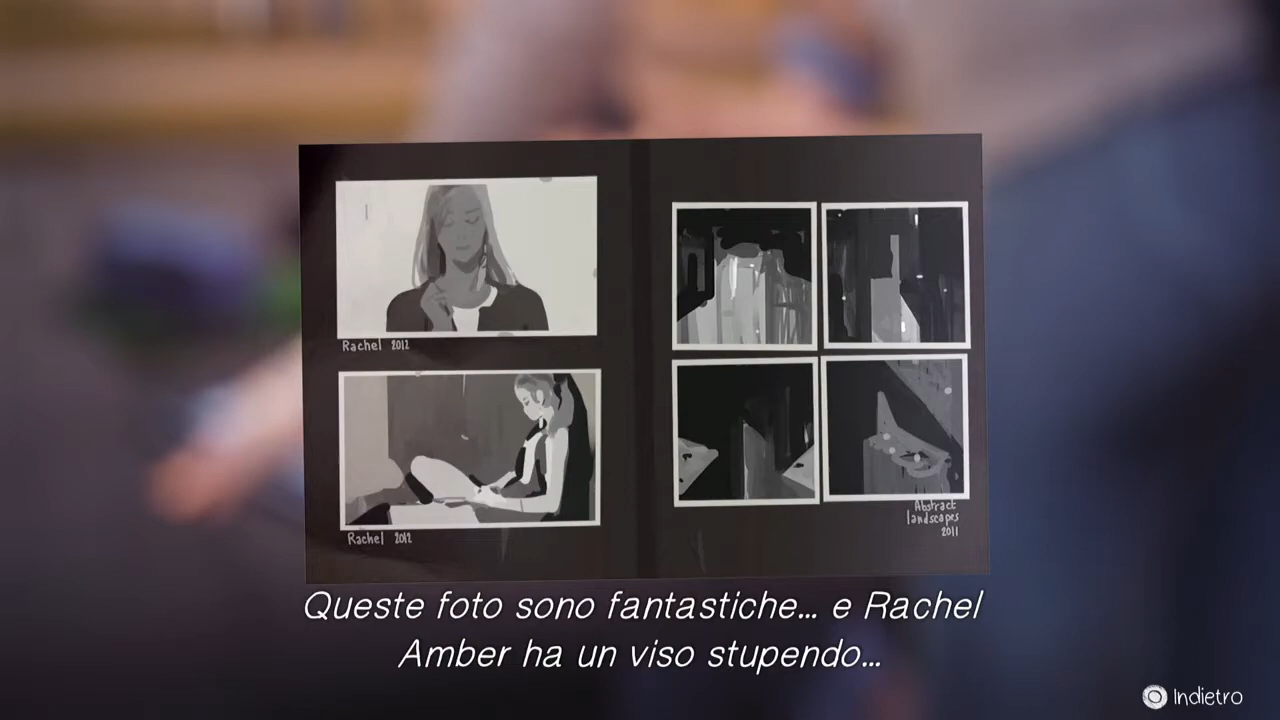 Rachel 2012
Rachel 2012
Abstract
landscapes
2011
Queste foto sono fantastiche... e Rachel
Amber ha un viso stupendo...
Indietro